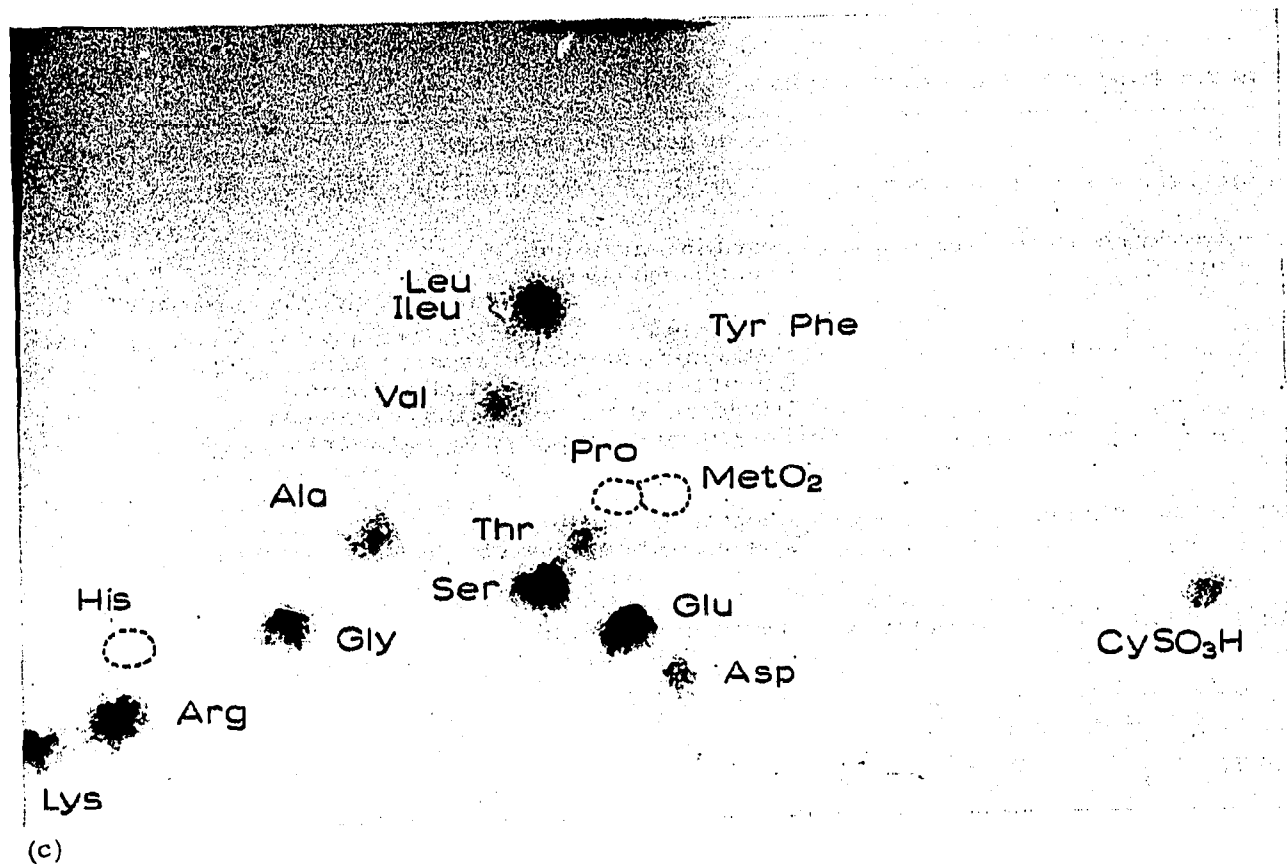 Leu
Ileu
Tyr Phe
Val
Pro
MetO₂
Ala
Thr
Ser
His
Glu
Gly
CySO₃H
Asp
Arg
Lys
(c)